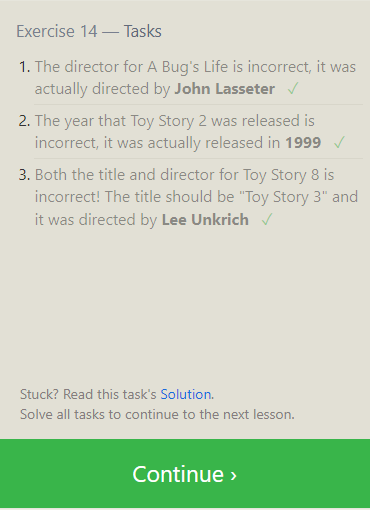 Exercise 14 — Tasks
1. The director for A Bug's Life is incorrect, it was
actually directed by John Lasseter ✓
2. The year that Toy Story 2 was released is
incorrect, it was actually released in 1999 ✓
3. Both the title and director for Toy Story 8 is
incorrect! The title should be "Toy Story 3" and
it was directed by Lee Unkrich ✓
Stuck? Read this task's Solution.
Solve all tasks to continue to the next lesson.
Continue ›